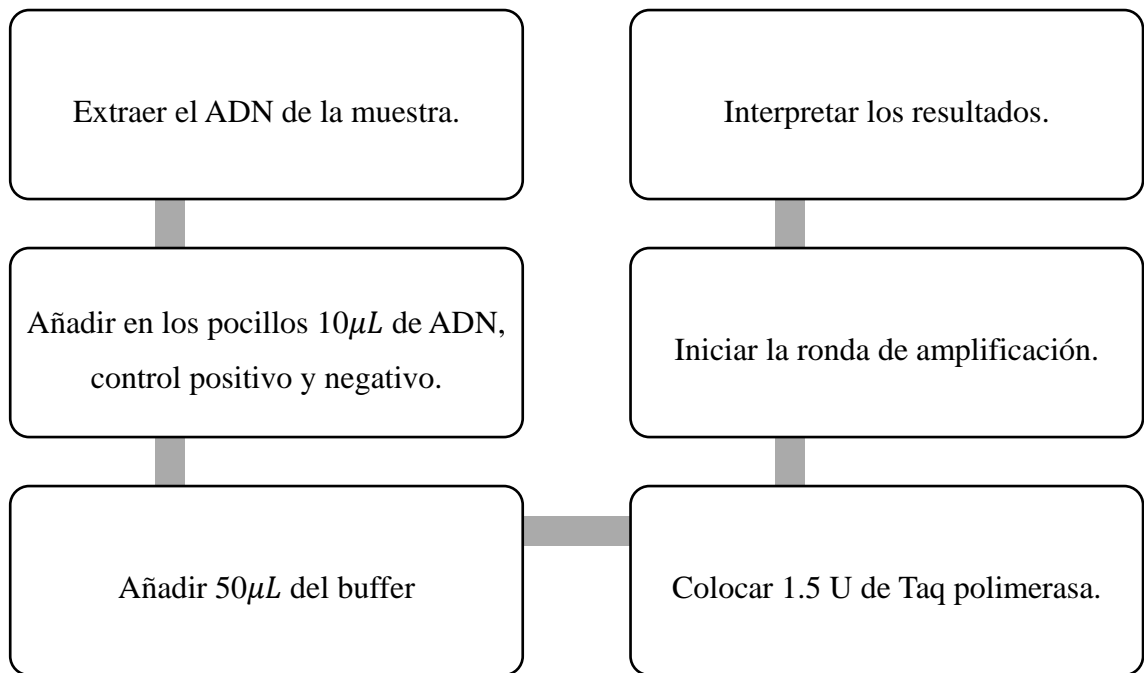 Extraer el ADN de la muestra.
Añadir en los pocillos 10𝜇𝐿 de ADN,
control positivo y negativo.
Añadir 50𝜇𝐿 del buffer
Colocar 1.5 U de Taq polimerasa.
Iniciar la ronda de amplificación.
Interpretar los resultados.